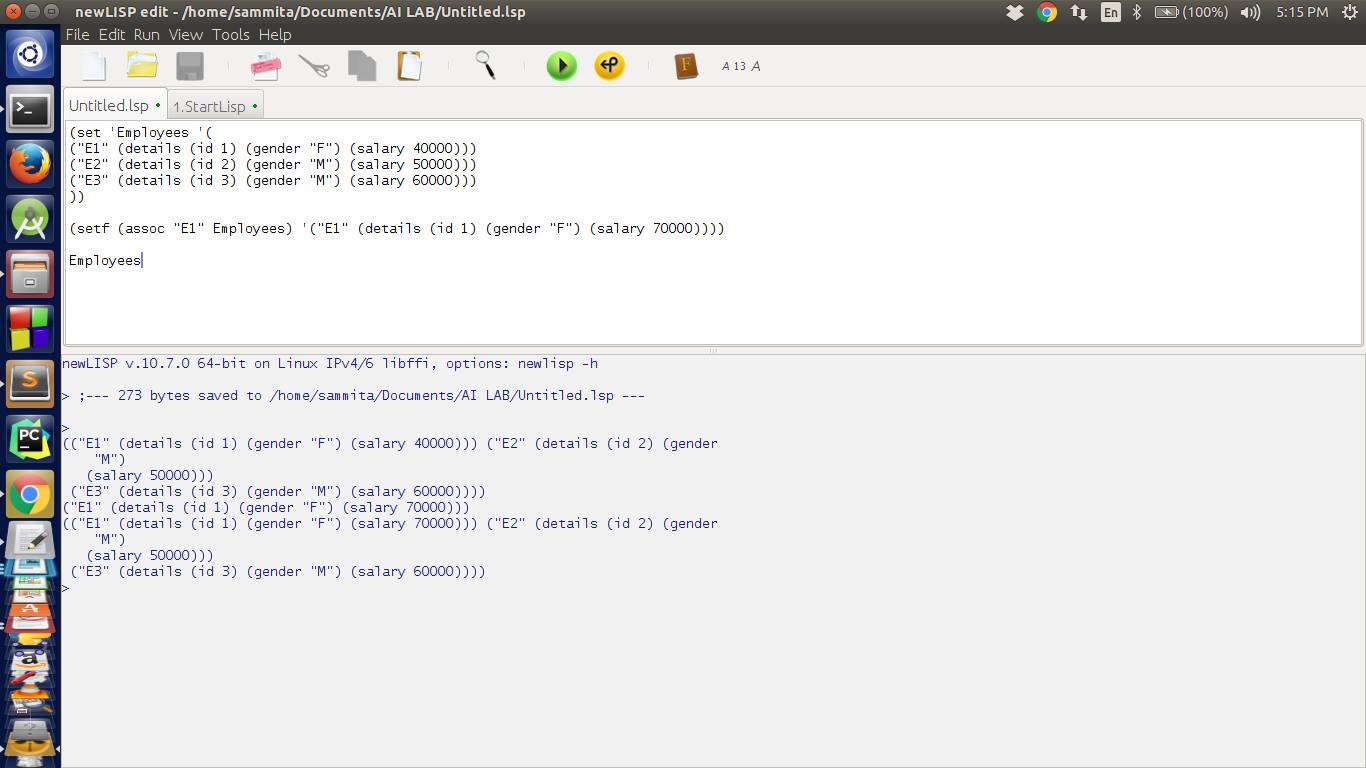 newLISP edit - /home/sammita/Documents/AI LAB/Untitled.lsp
En
(100%)
5:15 PM
File Edit Run View Tools Help
F
A 13 A
Untitled.lsp
1.StartLisp
(set 'Employees '(
("E1" (details (id 1) (gender "F") (salary 40000)))
("E2" (details (id 2) (gender "M") (salary 50000)))
("E3" (details (id 3) (gender "M") (salary 60000)))
))
(setf (assoc "E1" Employees) '("E1" (details (id 1) (gender "F") (salary 70000))))
Employees
newLISP v.10.7.0 64-bit on Linux IPv4/6 libffi, options: newlisp -h
> ;--- 273 bytes saved to /home/sammita/Documents/AI LAB/Untitled.lsp ---
>
(("E1" (details (id 1) (gender "F") (salary 40000))) ("E2" (details (id 2) (gender
"M")
(salary 50000)))
("E3" (details (id 3) (gender "M") (salary 60000))))
("E1" (details (id 1) (gender "F") (salary 70000)))
(("E1" (details (id 1) (gender "F") (salary 70000))) ("E2" (details (id 2) (gender
"M")
(salary 50000)))
("E3" (details (id 3) (gender "M") (salary 60000))))
>
>_
S
PC
A
a